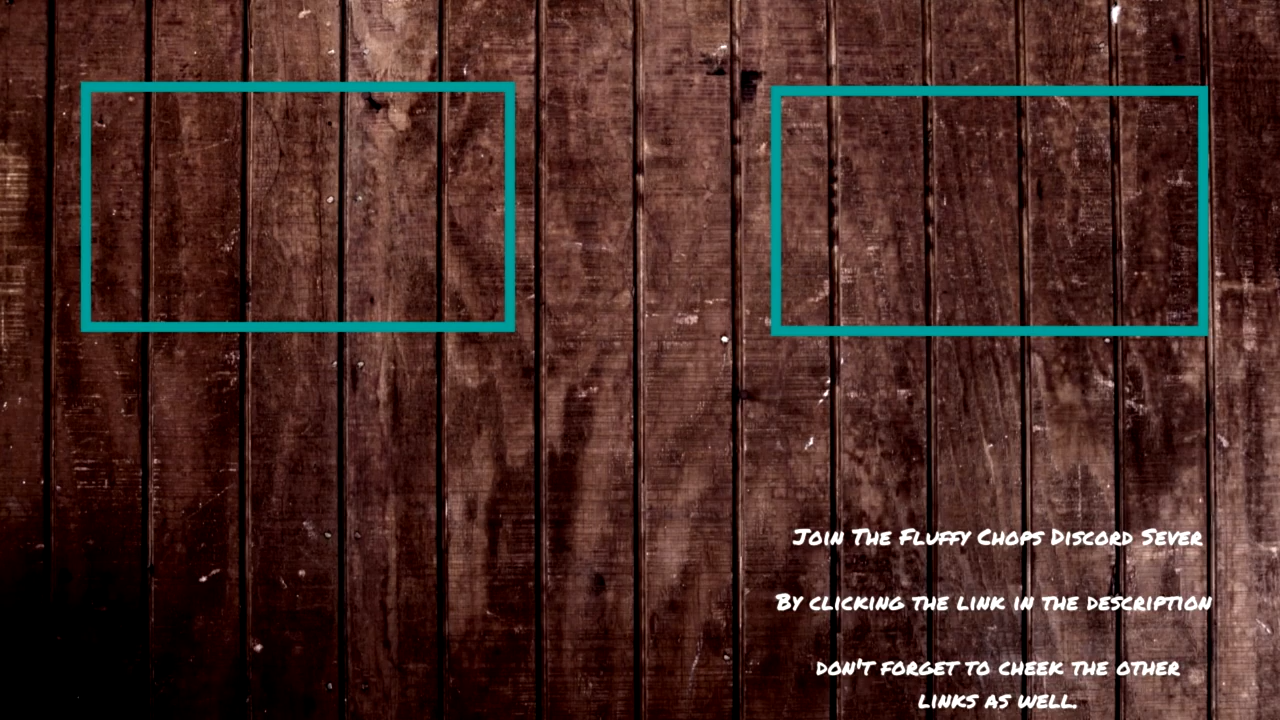 Join The Fluffy Chops Discord Sever
By clicking the link in the description
don't forget to cheek the other
links as well.